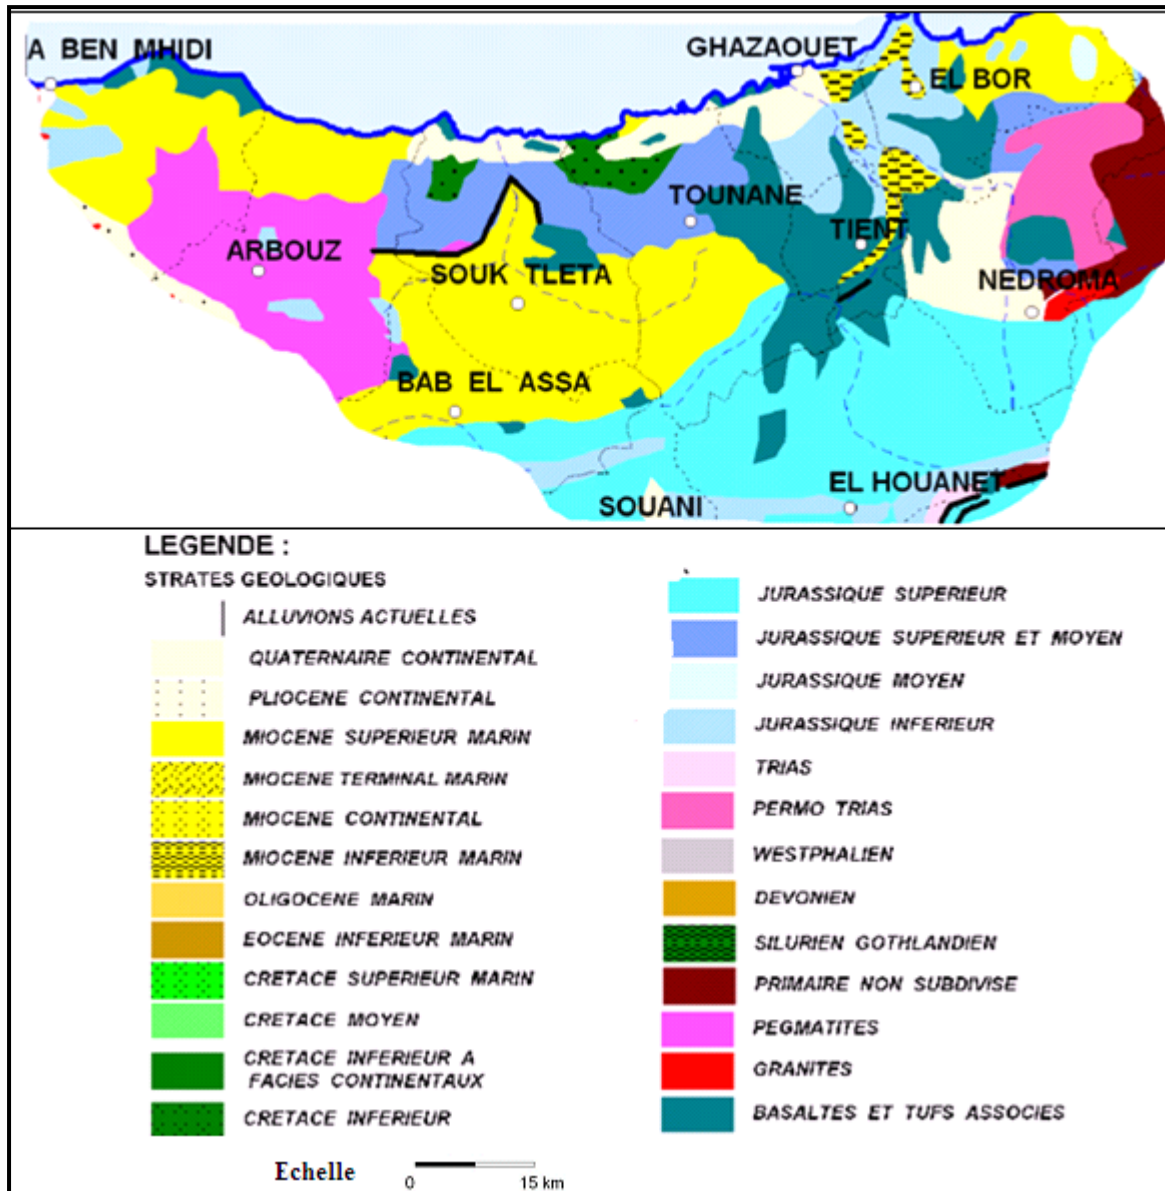 A BEN MHIDI
GHAZAOUET
EL BOR
TOUNANE
TIENT
ARBOUZ
SOUK TLETA
NEDROMA
BAB EL ASSA
EL HOUANET
SOUANI
LEGENDE :
STRATES GEOLOGIQUES
ALLUVIONS ACTUELLES
QUATERNAIRE CONTINENTAL
PLIOCENE CONTINENTAL
MIOCENE SUPERIEUR MARIN
MIOCENE TERMINAL MARIN
MIOCENE CONTINENTAL
MIOCENE INFERIEUR MARIN
OLIGOCENE MARIN
EOCENE INFERIEUR MARIN
CRETACE SUPERIEUR MARIN
CRETACE MOYEN
CRETACE INFERIEUR A
FACIES CONTINENTAUX
CRETACE INFERIEUR
JURASSIQUE SUPERIEUR
JURASSIQUE SUPERIEUR ET MOYEN
JURASSIQUE MOYEN
JURASSIQUE INFERIEUR
TRIAS
PERMO TRIAS
WESTPHALIEN
DEVONIEN
SILURIEN GOTHLANDIEN
PRIMAIRE NON SUBDIVISE
PEGMATITES
GRANITES
BASALTES ET TUFS ASSOCIES
Echelle
0 15 km